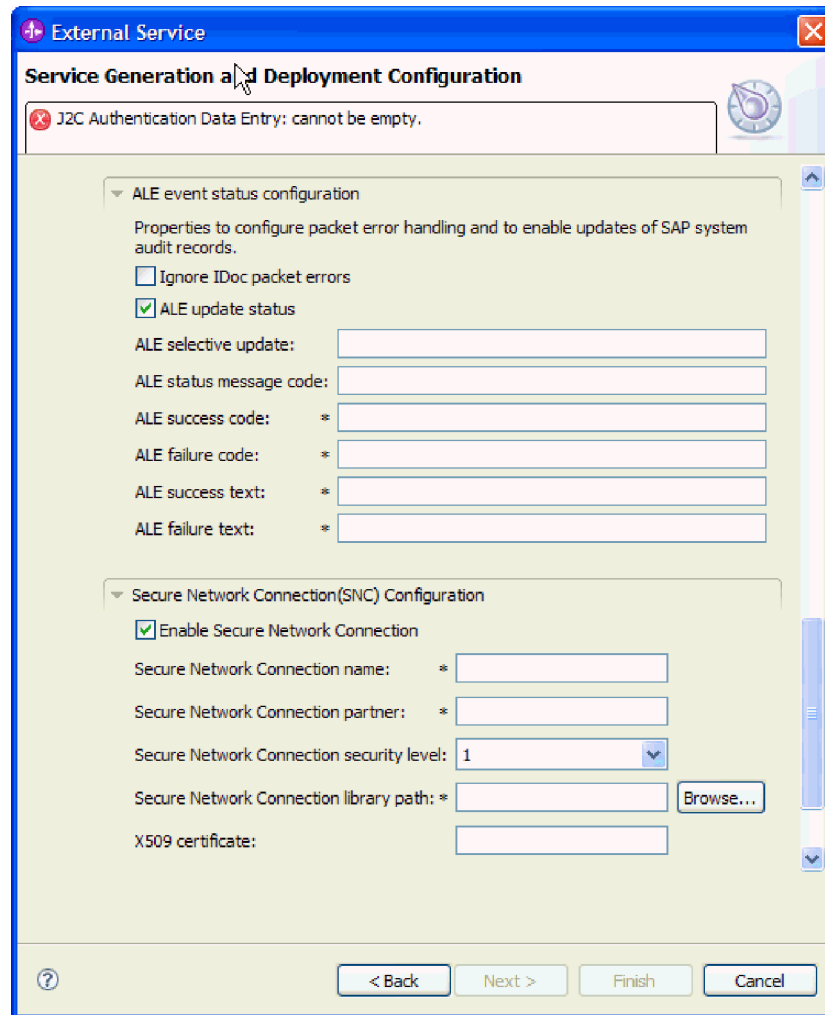 External Service
Service Generation and Deployment Configuration
J2C Authentication Data Entry: cannot be empty.
ALE event status configuration
Properties to configure packet error handling and to enable updates of SAP system
audit records.
Ignore IDoc packet errors
ALE update status
ALE selective update:
ALE status message code:
ALE success code: *
ALE failure code: *
ALE success text: *
ALE failure text: *
Secure Network Connection(SNC) Configuration
Enable Secure Network Connection
Secure Network Connection name: *
Secure Network Connection partner: *
Secure Network Connection security level: 1
Secure Network Connection library path: * Browse...
X509 certificate:
? < Back Next > Finish Cancel